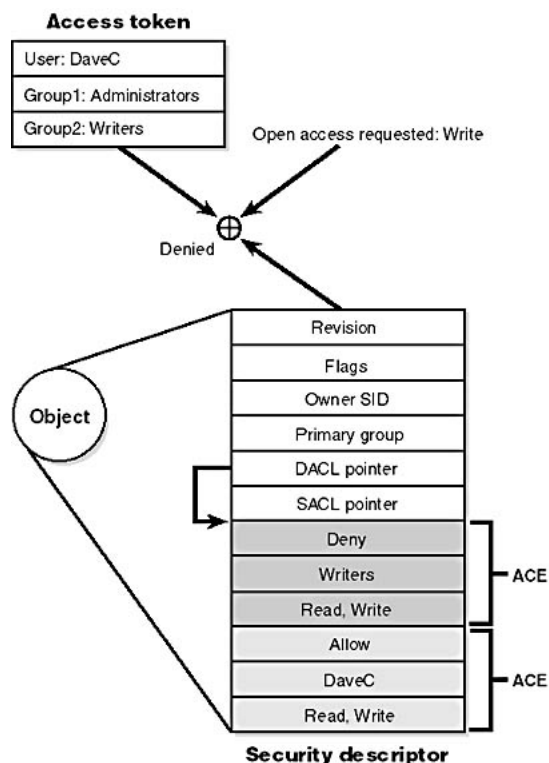 Access token
User: DaveC
Group1: Administrators
Group2: Writers
Open access requested: Write
Denied
Revision
Flags
Owner SID
Object
Primary group
DACL pointer
SACL pointer
Deny
Writers
ACE
Read, Write
Allow
DaveC
ACE
Read, Write
Security descriptor